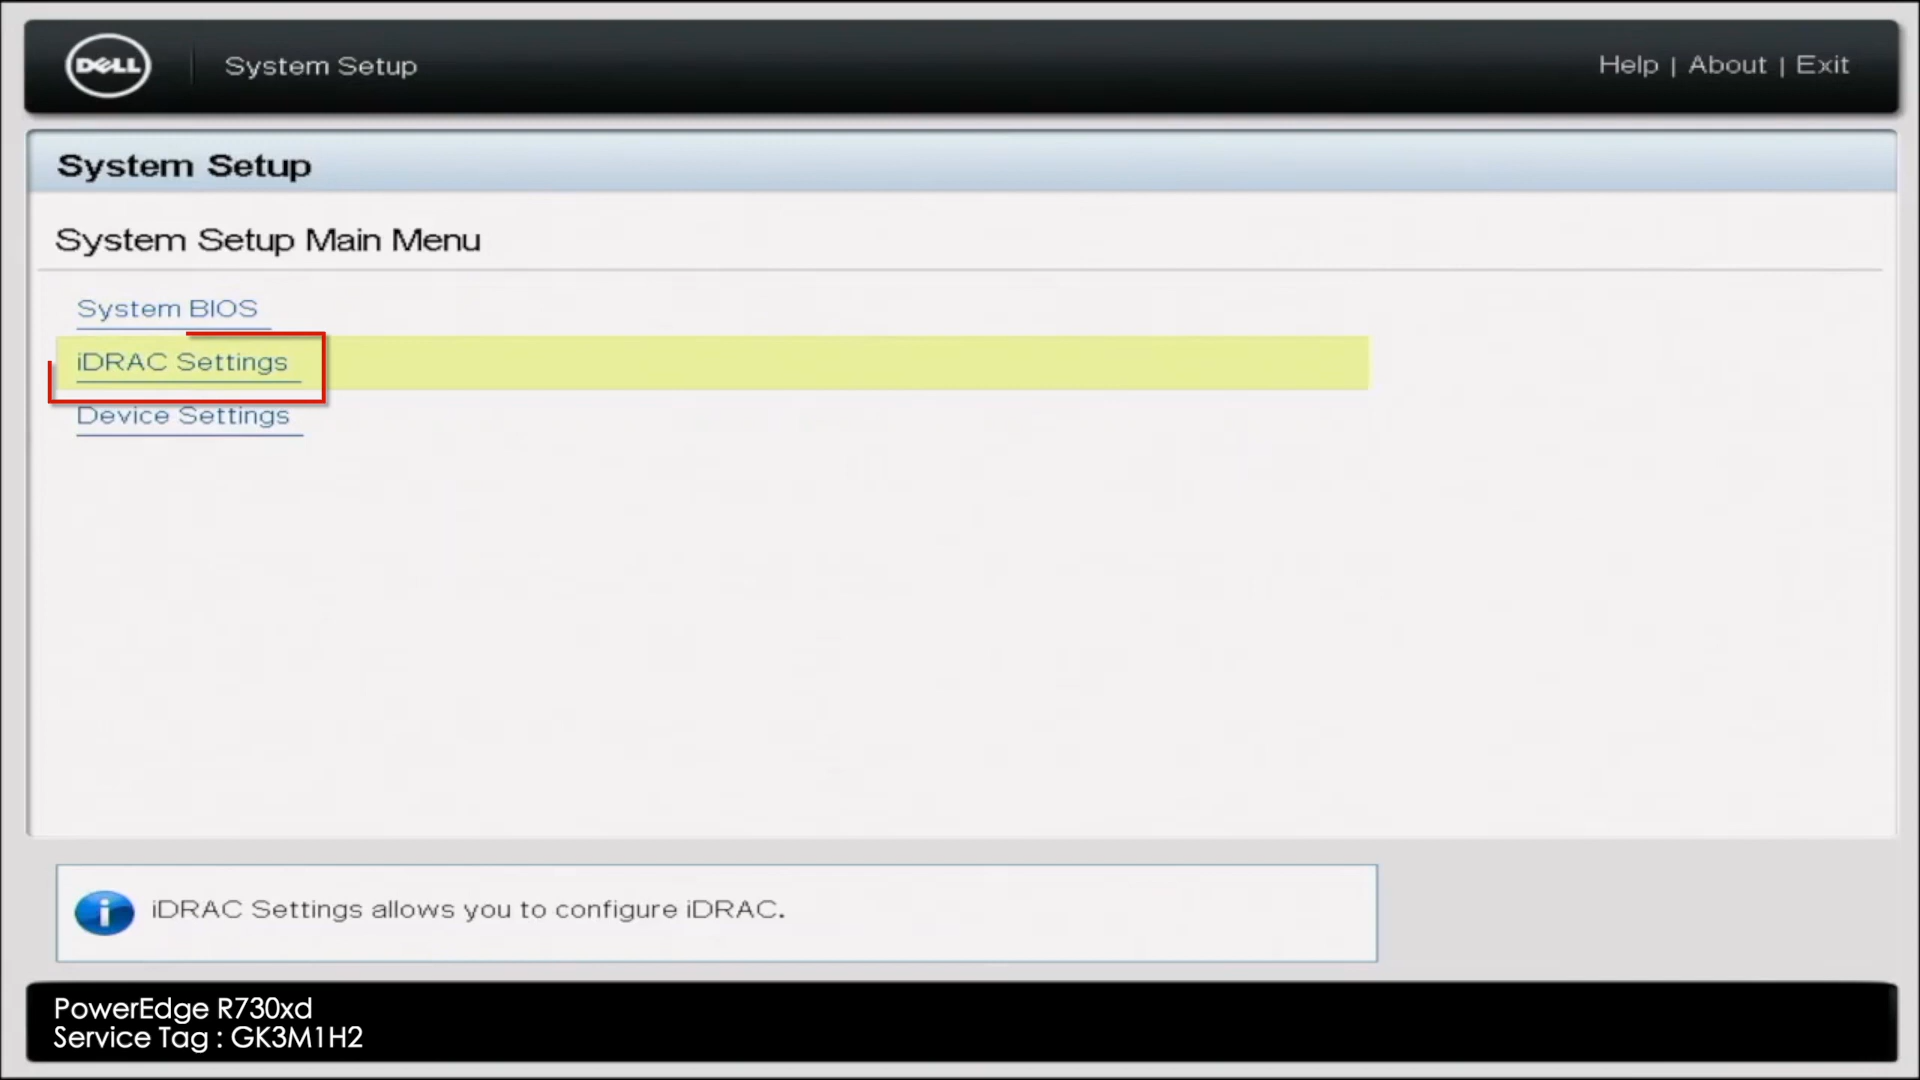 DELL
System Setup
Help | About | Exit
System Setup
System Setup Main Menu
System BIOS
iDRAC Settings
Device Settings
iDRAC Settings allows you to configure iDRAC.
PowerEdge R730xd
Service Tag : GK3M1H2